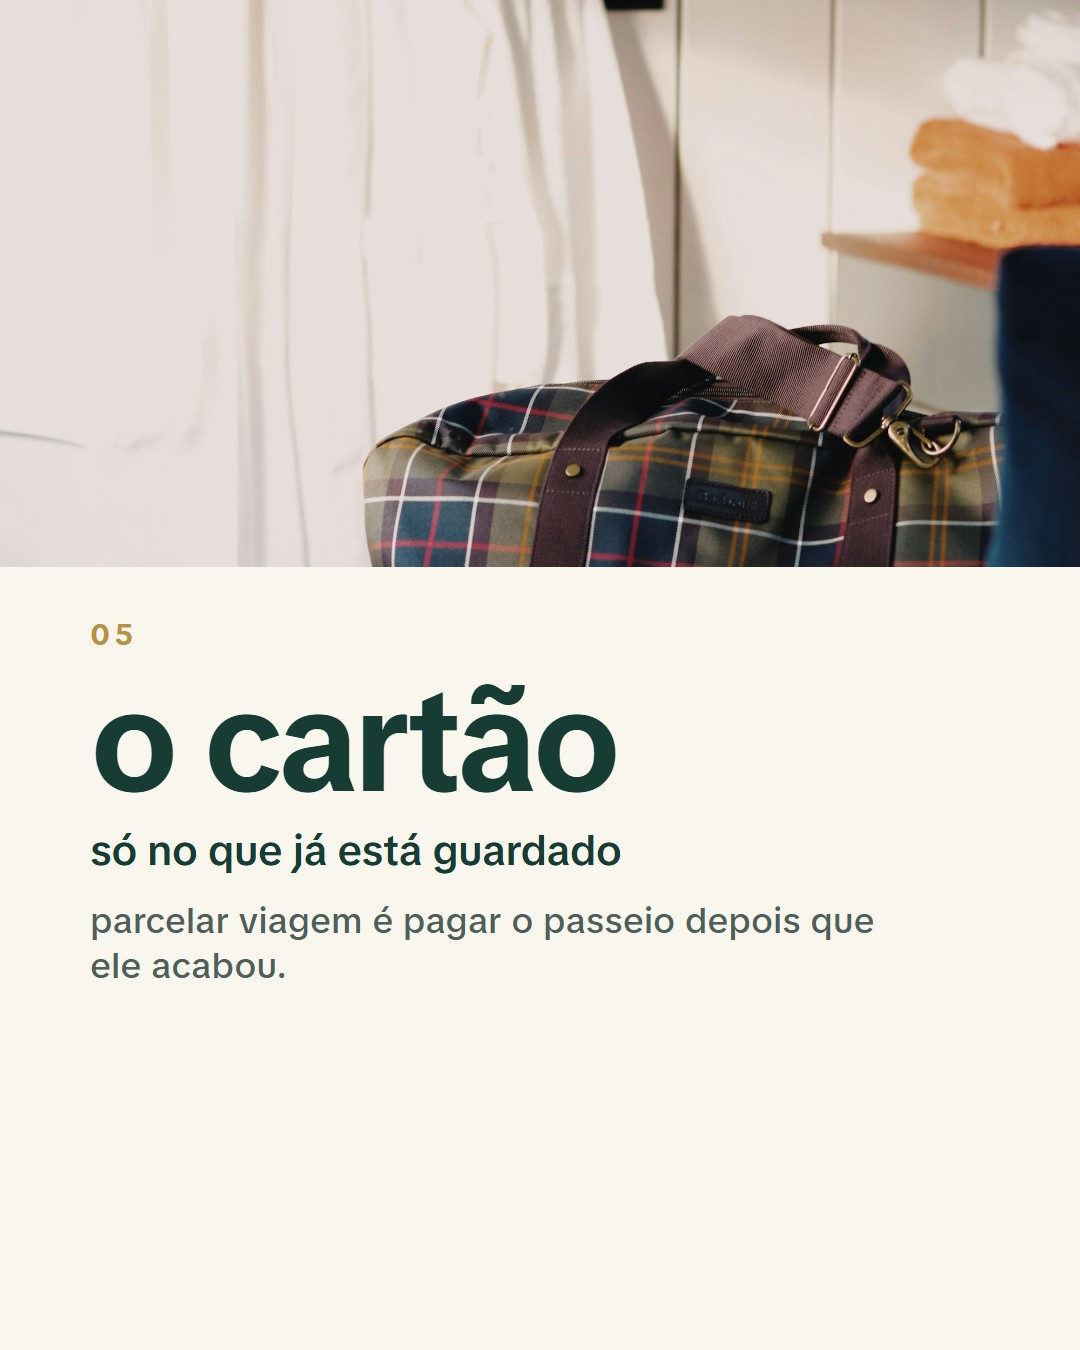 05
o cartão
só no que já está guardado
parcelar viagem é pagar o passeio depois que
ele acabou.